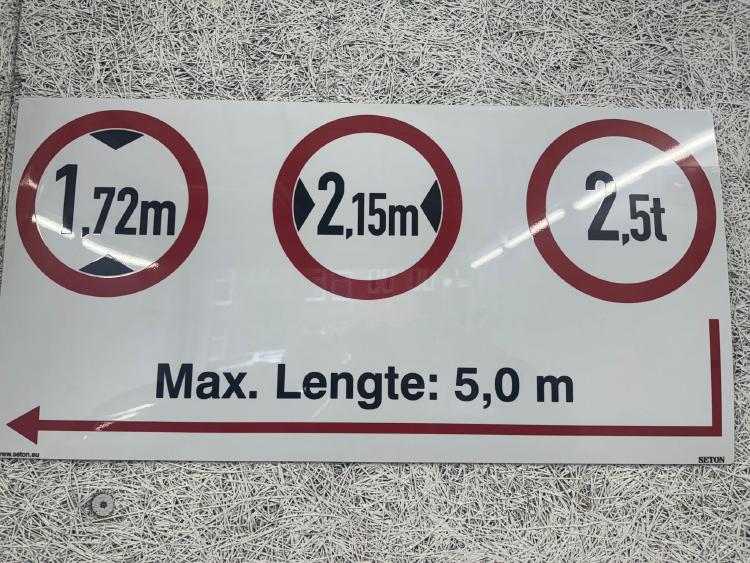 1,72m 2,15m 2,5t
Max. Lengte: 5,0 m
www.seton.eu SETON